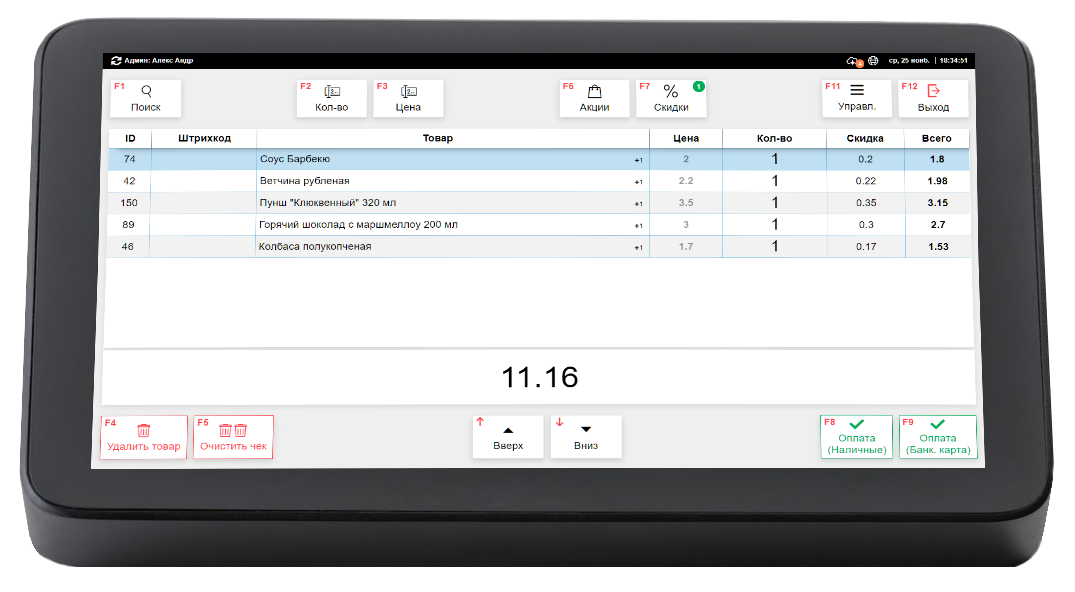 Админ: Алекс Андр
4
ср, 25 нояб. | 18:34:51
F1 Поиск
F2 Кол-во
F3 Цена
F6 Акции
F7 Скидки 1
F11 Управл.
F12 Выход
ID Штрихкод Товар Цена Кол-во Скидка Всего
74 Соус Барбекю +1 2 1 0.2 1.8
42 Ветчина рубленая +1 2.2 1 0.22 1.98
150 Пунш "Клюквенный" 320 мл +1 3.5 1 0.35 3.15
89 Горячий шоколад с маршмеллоу 200 мл +1 3 1 0.3 2.7
46 Колбаса полукопченая +1 1.7 1 0.17 1.53
11.16
F4 Удалить товар
F5 Очистить чек
Вверх
Вниз
F8 Оплата
(Наличные)
F9 Оплата
(Банк. карта)